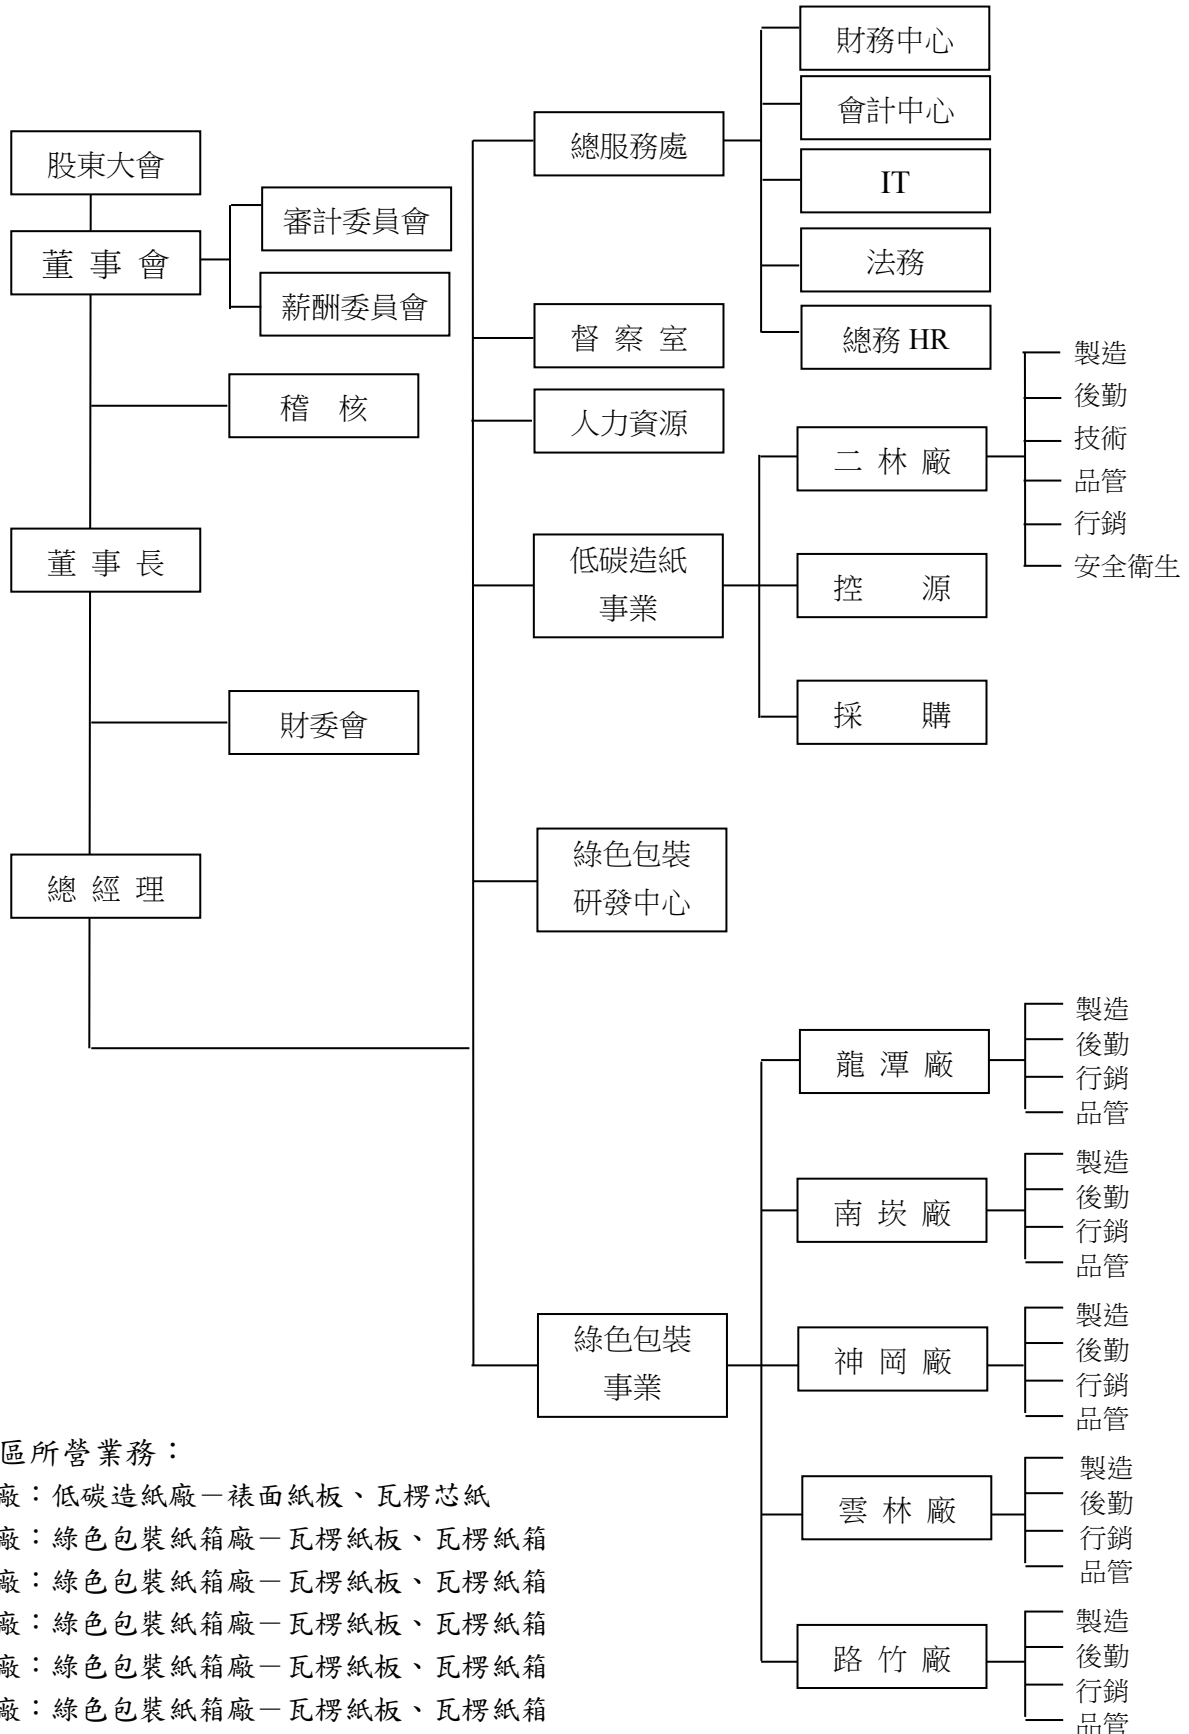 股東大會
董事會
審計委員會
薪酬委員會
稽核
董事長
財委會
總經理
總服務處
財務中心
會計中心
IT
法務
總務 HR
督察室
人力資源
低碳造紙
事業
二林廠
製造
後勤
技術
品管
行銷
安全衛生
控源
採購
綠色包裝
研發中心
綠色包裝
事業
龍潭廠
製造
後勤
行銷
品管
南崁廠
製造
後勤
行銷
品管
神岡廠
製造
後勤
行銷
品管
雲林廠
製造
後勤
行銷
品管
路竹廠
製造
後勤
行銷
品管
區所營業務：
廠：低碳造紙廠－裱面紙板、瓦楞芯紙
廠：綠色包裝紙箱廠－瓦楞紙板、瓦楞紙箱
廠：綠色包裝紙箱廠－瓦楞紙板、瓦楞紙箱
廠：綠色包裝紙箱廠－瓦楞紙板、瓦楞紙箱
廠：綠色包裝紙箱廠－瓦楞紙板、瓦楞紙箱
廠：綠色包裝紙箱廠－瓦楞紙板、瓦楞紙箱